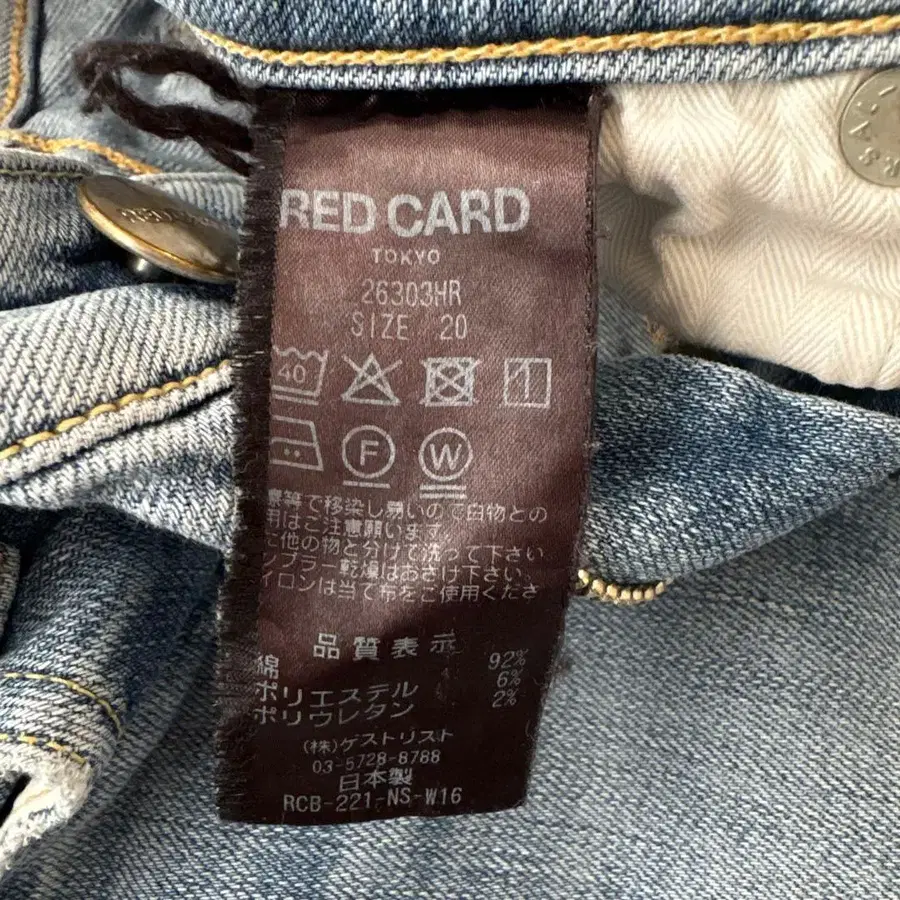 RED CARD
TOKYO
26303HR
SIZE 20
40
F W
等で移染し易いので白物との
用はご注意願います
に他の物と分けて洗って下さい
ンブラー乾燥はおさけ下さい
イロンは当て布をご使用くださ
品質表示
綿 92%
ポリエステル 6%
ポリウレタン 2%
(株)ゲストリスト
03-5728-8788
日本製
RCB-221-NS-W16